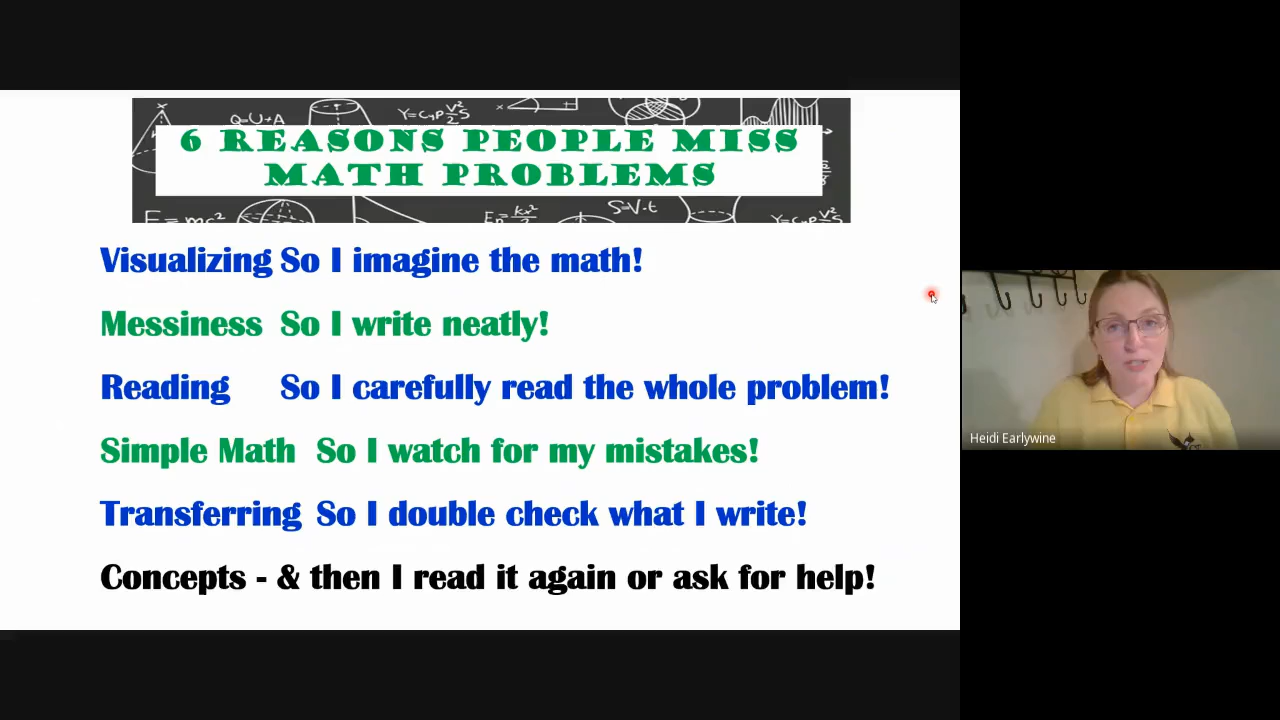 Q=U+A
6 REASONS PEOPLE MISS
MATH PROBLEMS
E=mc²
S=V·t
Visualizing So I imagine the math!
Messiness So I write neatly!
Reading So I carefully read the whole problem!
Simple Math So I watch for my mistakes!
Transferring So I double check what I write!
Concepts - & then I read it again or ask for help!
Heidi Earlywine